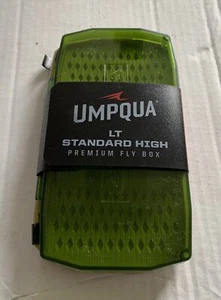 UMPQUA
LT
STANDARD HIGH
PREMIUM FLY BOX